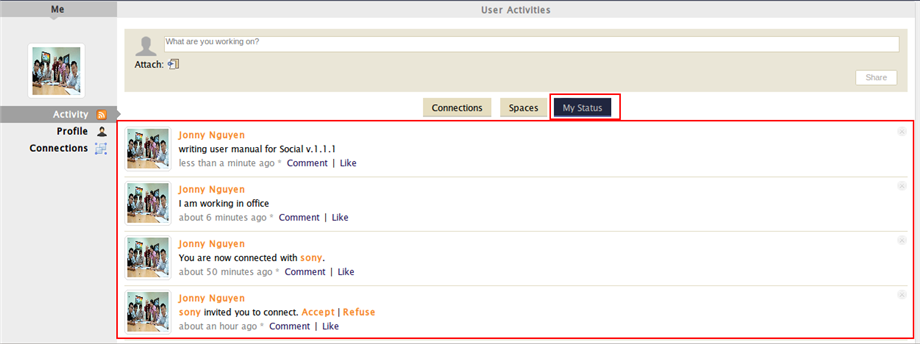 Me
User Activities
What are you working on?
Attach:
Share
Activity
Profile
Connections
Connections Spaces My Status
Jonny Nguyen
writing user manual for Social v.1.1.1
less than a minute ago * Comment | Like
Jonny Nguyen
I am working in office
about 6 minutes ago * Comment | Like
Jonny Nguyen
You are now connected with sony.
about 50 minutes ago * Comment | Like
Jonny Nguyen
sony invited you to connect. Accept | Refuse
about an hour ago * Comment | Like